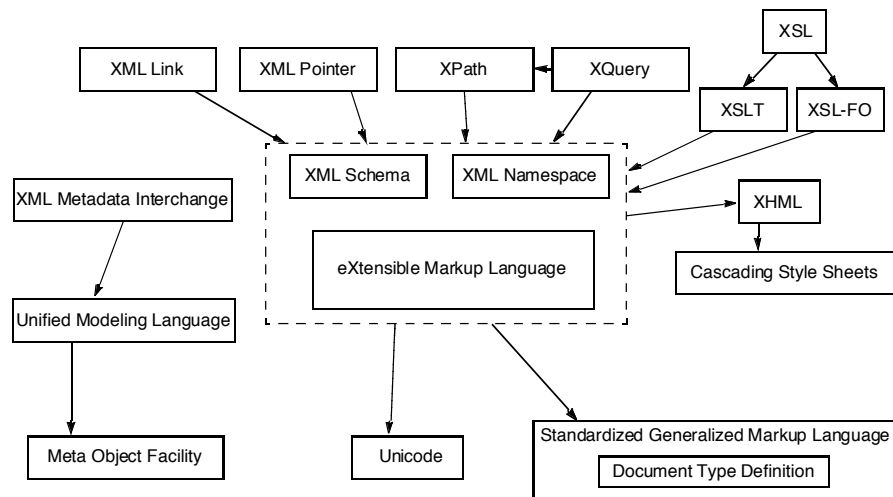 XSL
XML Link
XML Pointer
XPath
XQuery
XSLT
XSL-FO
XML Schema
XML Namespace
XML Metadata Interchange
XHML
eXtensible Markup Language
Cascading Style Sheets
Unified Modeling Language
Standardized Generalized Markup Language
Meta Object Facility
Unicode
Document Type Definition